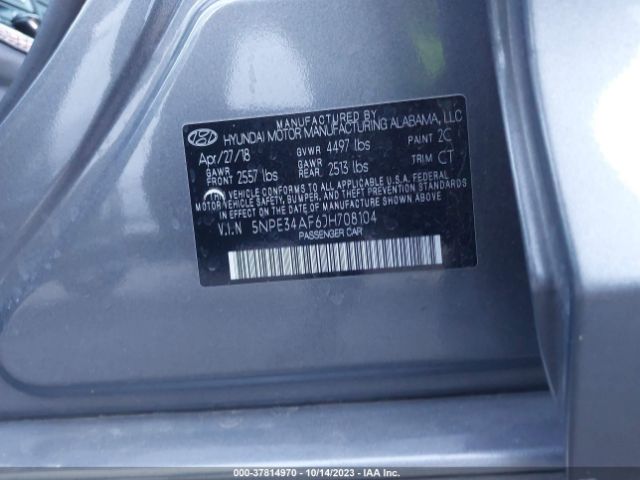 MANUFACTURED BY
HYUNDAI MOTOR MANUFACTURING ALABAMA, LLC
Apr/27/18 GVWR 4497 lbs PAINT 2C
GAWR FRONT 2557 lbs GAWR REAR 2513 lbs TRIM CT
VEHICLE CONFORMS TO ALL APPLICABLE U.S.A. FEDERAL
MOTOR VEHICLE SAFETY, BUMPER, AND THEFT PREVENTION STANDARDS
IN EFFECT ON THE DATE OF MANUFACTURE SHOWN ABOVE.
V.I.N 5NPE34AF6JH708104
PASSENGER CAR
000-37814970 | 10/14/2023 | IAA Inc.